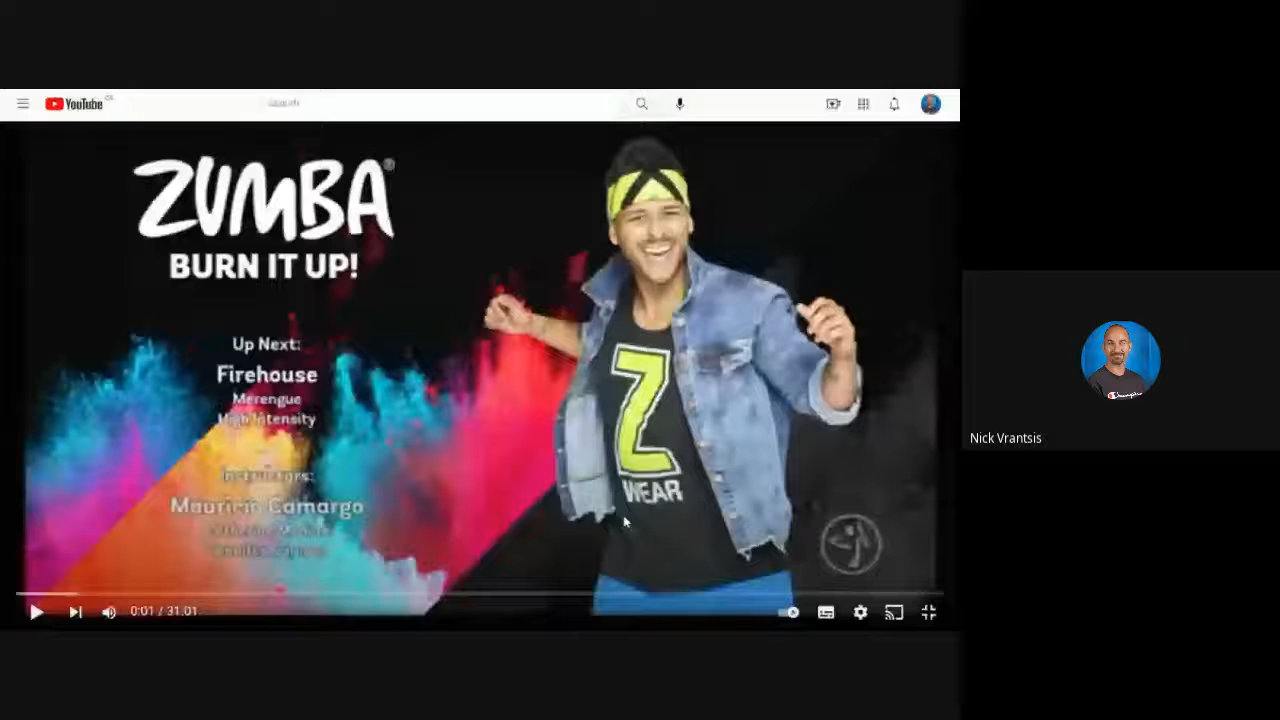 YouTube
ZUMBA®
BURN IT UP!
Up Next:
Firehouse
Merengue
High Intensity
Instructors:
Mauricio Camargo
Z
WEAR
0:01 / 31:01
Nick Vrantsis
Champion